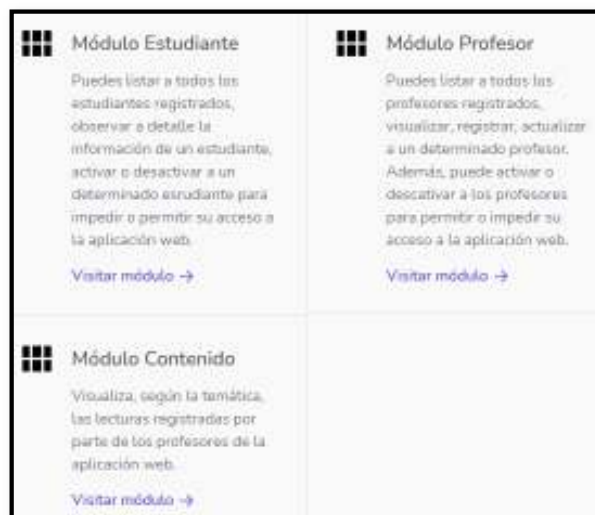 Módulo Estudiante
Puedes listar a todos los
estudiantes registrados,
observar a detalle la
información de un estudiante,
activar o desactivar a un
determinado esrudiante para
impedir o permitir su acceso a
la aplicación web.
Visitar módulo →
Módulo Profesor
Puedes listar a todos los
profesores registrados,
visualizar, registrar, actualizar
a un determinado profesor.
Además, puede activar o
descativar a los profesores
para permitir o impedir su
acceso a la aplicación web.
Visitar módulo →
Módulo Contenido
Visualiza, según la temática,
las lecturas registradas por
parte de los profesores de la
aplicación web.
Visitar módulo →